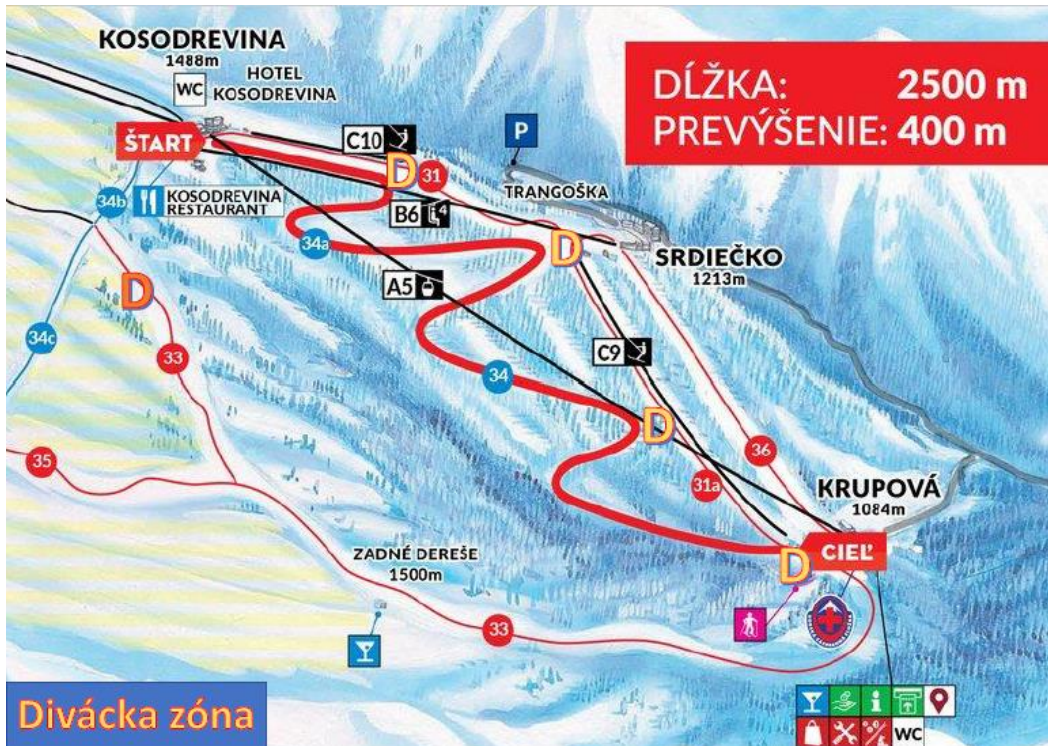 KOSODREVINA
1488m
WC
HOTEL
KOSODREVINA
DĹŽKA: 2500 m
PREVÝŠENIE: 400 m
ŠTART
C10
D
31
P
TRANGOŠKA
34b
KOSODREVINA
RESTAURANT
B6
4
34a
D
SRDIEČKO
1213m
A5
D
34c
33
C9
34
D
36
35
31a
KRUPOVÁ
1084m
CIEĽ
D
ZADNÉ DEREŠE
1500m
33
Divácka zóna
i
%
WC